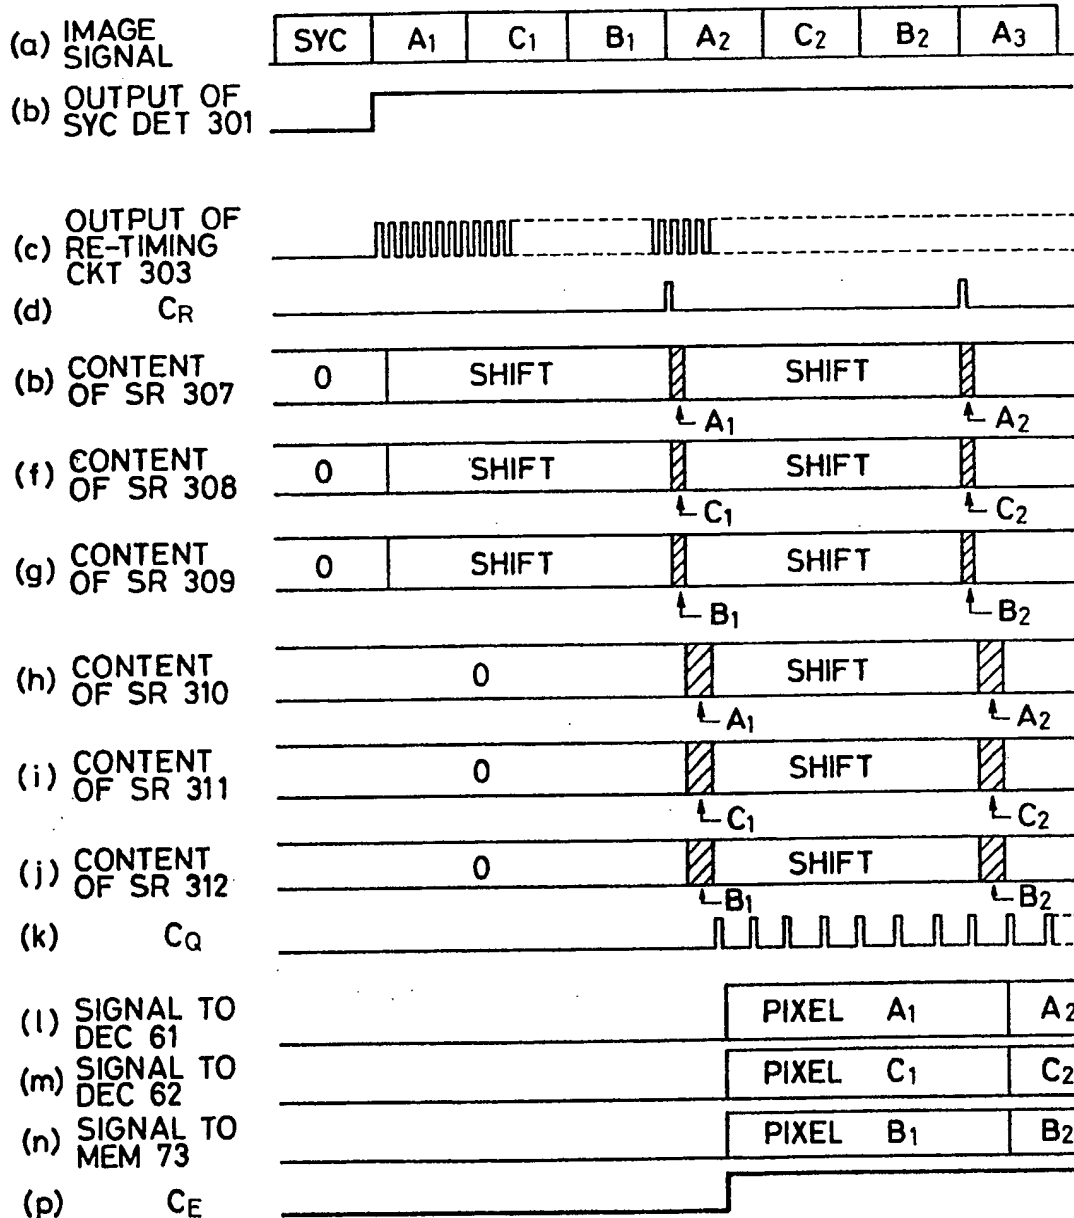 (a) IMAGE SIGNAL SYC A1 C1 B1 A2 C2 B2 A3
(b) OUTPUT OF SYC DET 301
(c) OUTPUT OF RE-TIMING CKT 303
(d) CR
(b) CONTENT OF SR 307 0 SHIFT SHIFT
A1 A2
(f) CONTENT OF SR 308 0 SHIFT SHIFT
C1 C2
(g) CONTENT OF SR 309 0 SHIFT SHIFT
B1 B2
(h) CONTENT OF SR 310 0 SHIFT
A1 A2
(i) CONTENT OF SR 311 0 SHIFT
C1 C2
(j) CONTENT OF SR 312 0 SHIFT
B1 B2
(k) CQ
(l) SIGNAL TO DEC 61 PIXEL A1 A2
(m) SIGNAL TO DEC 62 PIXEL C1 C2
(n) SIGNAL TO MEM 73 PIXEL B1 B2
(p) CE